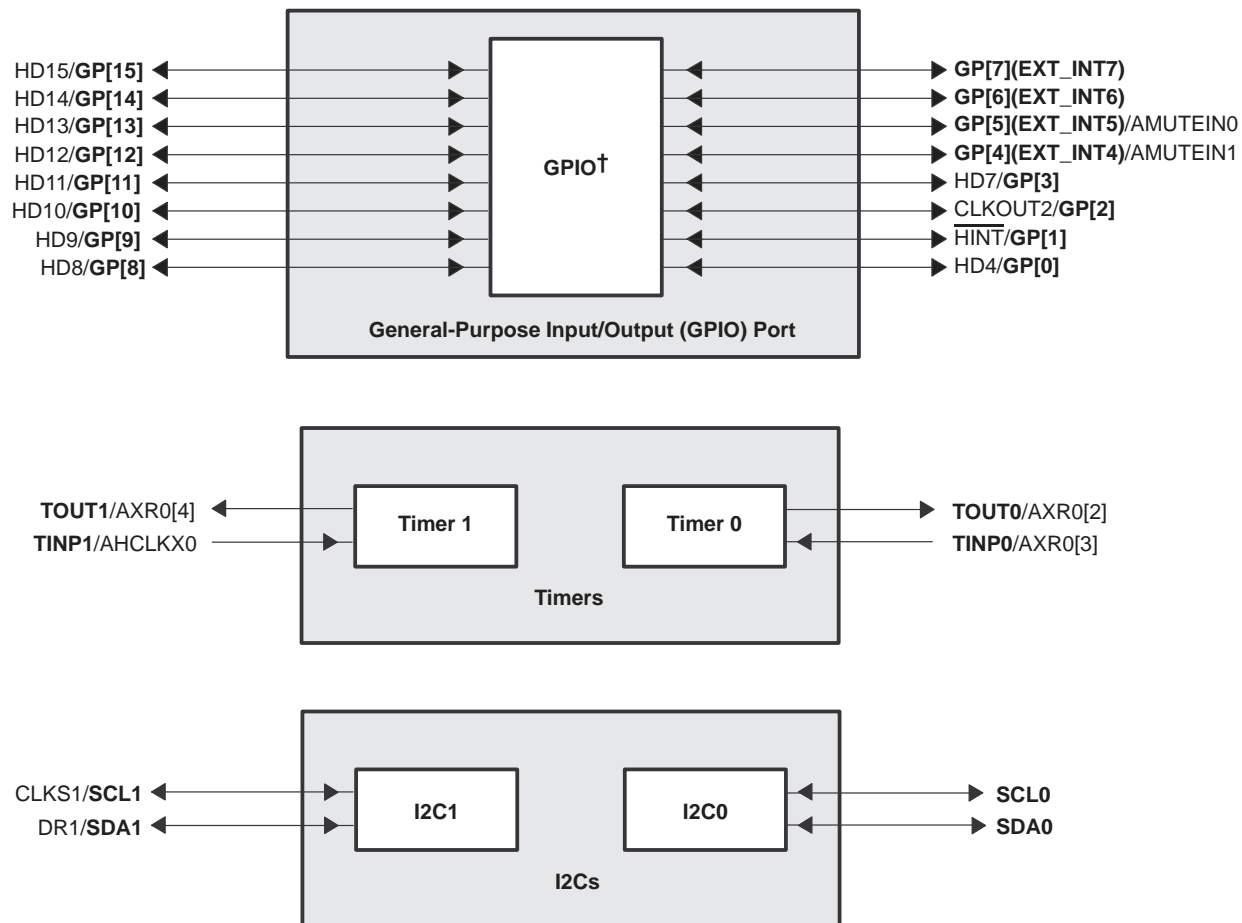 HD15/GP[15]
HD14/GP[14]
HD13/GP[13]
HD12/GP[12]
HD11/GP[11]
HD10/GP[10]
HD9/GP[9]
HD8/GP[8]
GPIO†
GP[7](EXT_INT7)
GP[6](EXT_INT6)
GP[5](EXT_INT5)/AMUTEIN0
GP[4](EXT_INT4)/AMUTEIN1
HD7/GP[3]
CLKOUT2/GP[2]
H̅I̅N̅T̅/GP[1]
HD4/GP[0]
General-Purpose Input/Output (GPIO) Port
TOUT1/AXR0[4]
TINP1/AHCLKX0
Timer 1
Timer 0
TOUT0/AXR0[2]
TINP0/AXR0[3]
Timers
CLKS1/SCL1
DR1/SDA1
I2C1
I2C0
SCL0
SDA0
I2Cs